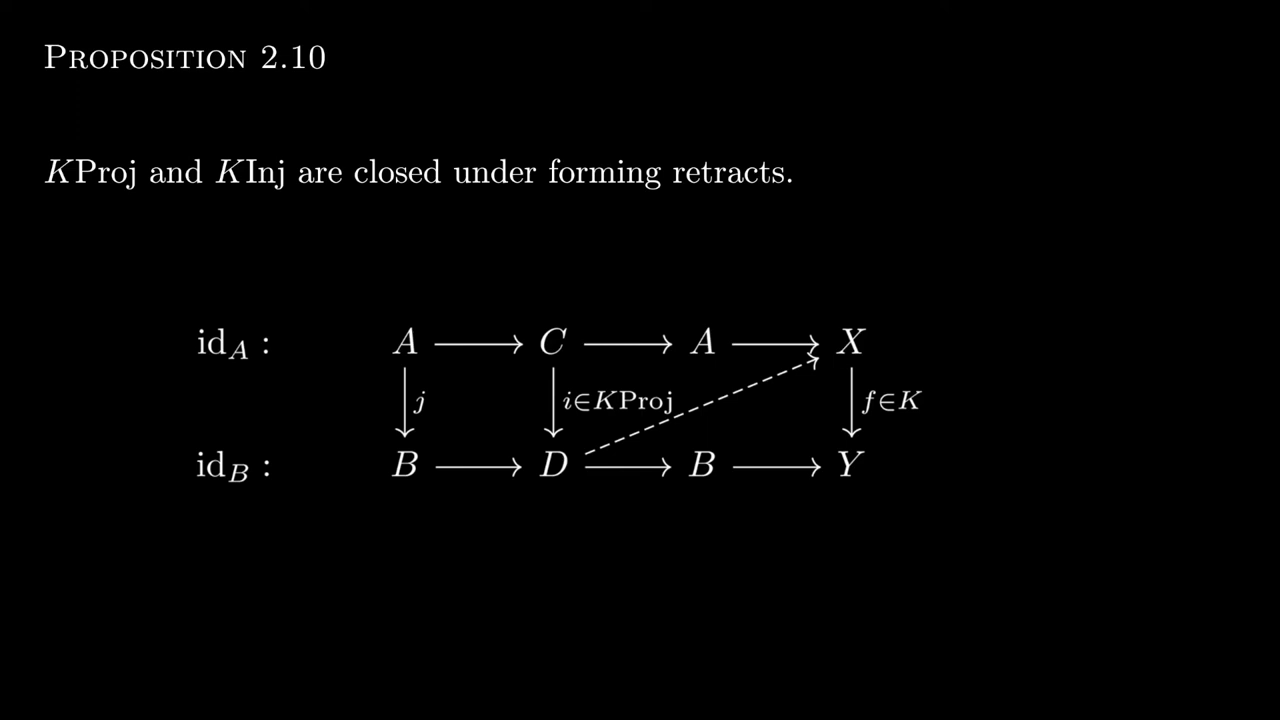 Proposition 2.10
KProj and KInj are closed under forming retracts.
id_A : A C A X
j i∈KProj f∈K
id_B : B D B Y